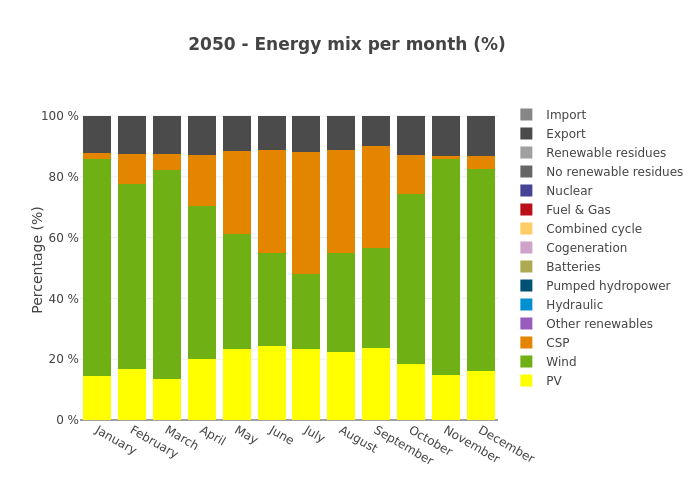 2050 - Energy mix per month (%)
100 %
80 %
60 %
40 %
20 %
0 %
Percentage (%)
January
February
March
April
May
June
July
August
September
October
November
December
Import
Export
Renewable residues
No renewable residues
Nuclear
Fuel & Gas
Combined cycle
Cogeneration
Batteries
Pumped hydropower
Hydraulic
Other renewables
CSP
Wind
PV